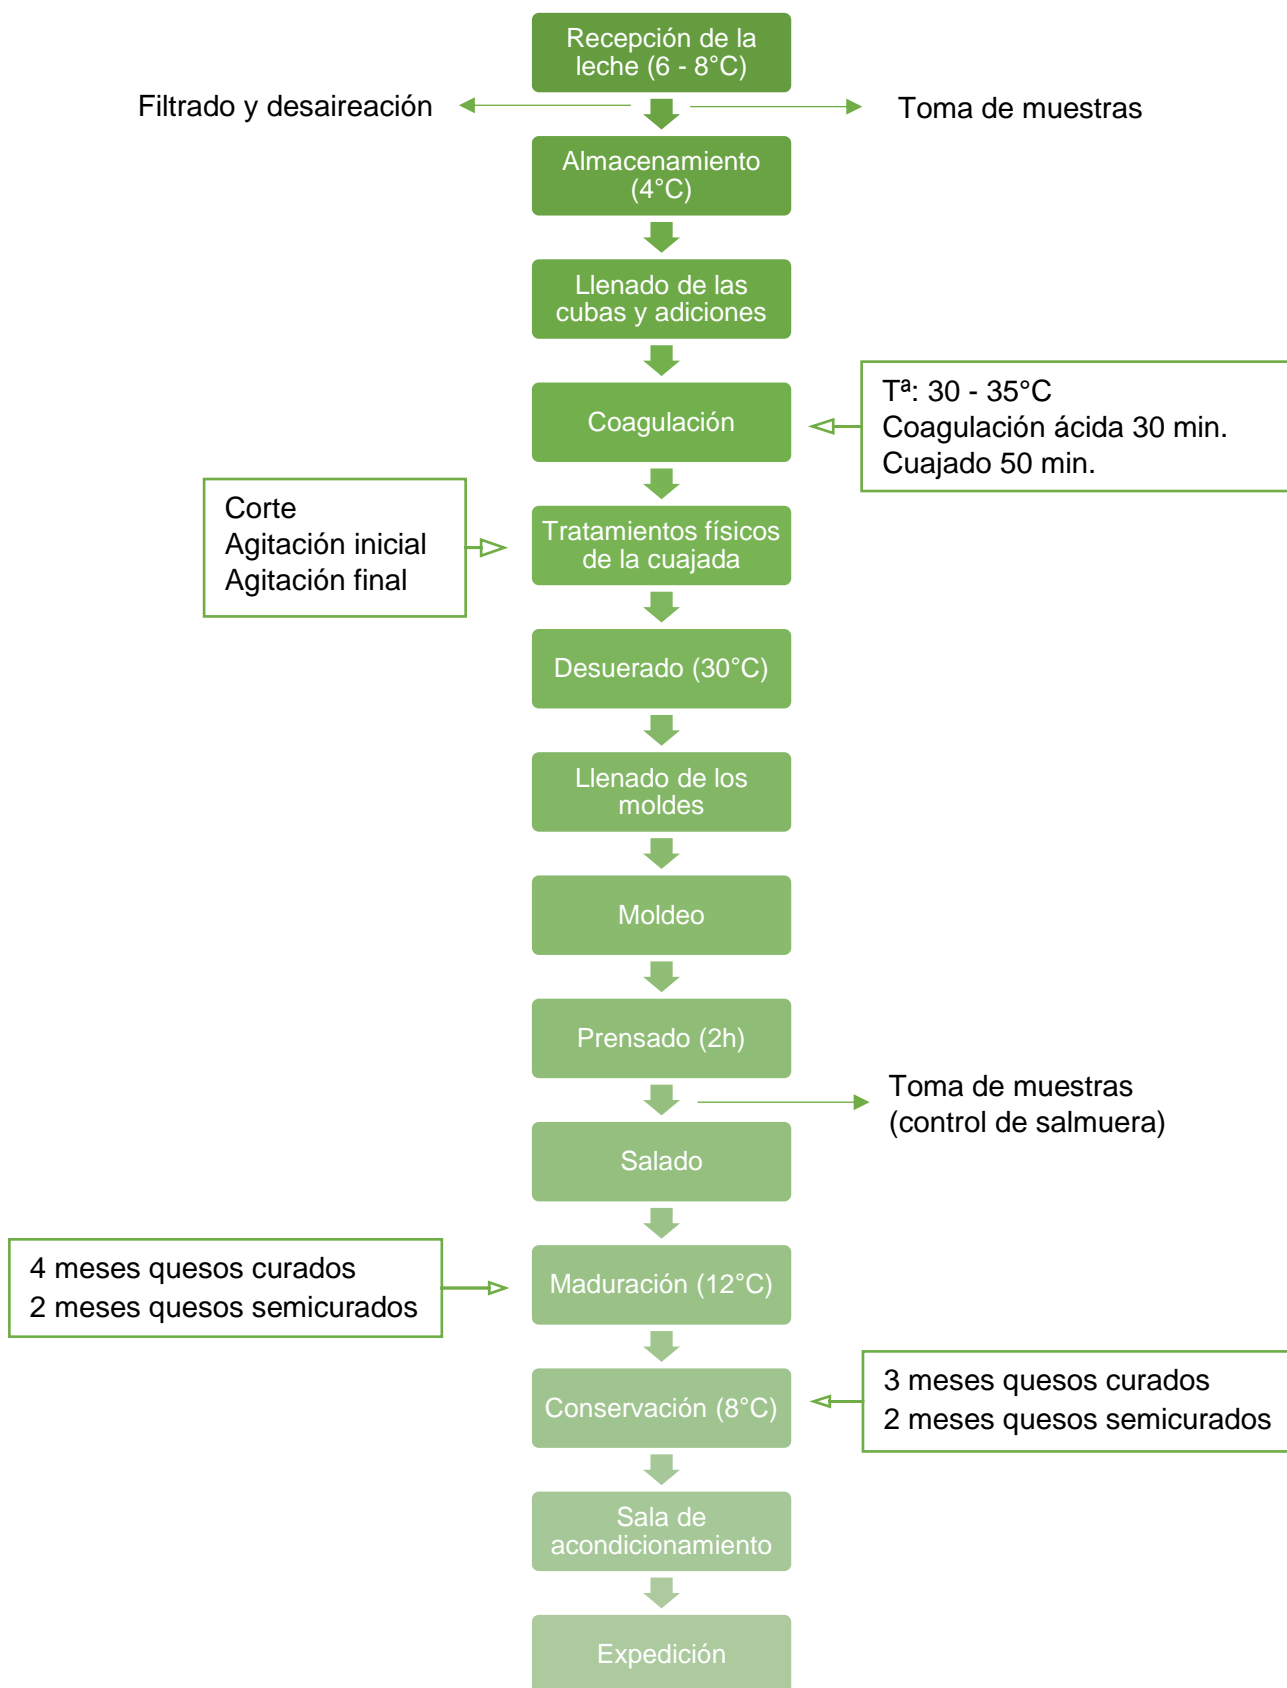 Recepción de la
leche (6 - 8°C)
Filtrado y desaireación
Toma de muestras
Almacenamiento
(4°C)
Llenado de las
cubas y adiciones
Coagulación
Tª: 30 - 35°C
Coagulación ácida 30 min.
Cuajado 50 min.
Corte
Agitación inicial
Agitación final
Tratamientos físicos
de la cuajada
Desuerado (30°C)
Llenado de los
moldes
Moldeo
Prensado (2h)
Toma de muestras
(control de salmuera)
Salado
4 meses quesos curados
2 meses quesos semicurados
Maduración (12°C)
Conservación (8°C)
3 meses quesos curados
2 meses quesos semicurados
Sala de
acondicionamiento
Expedición